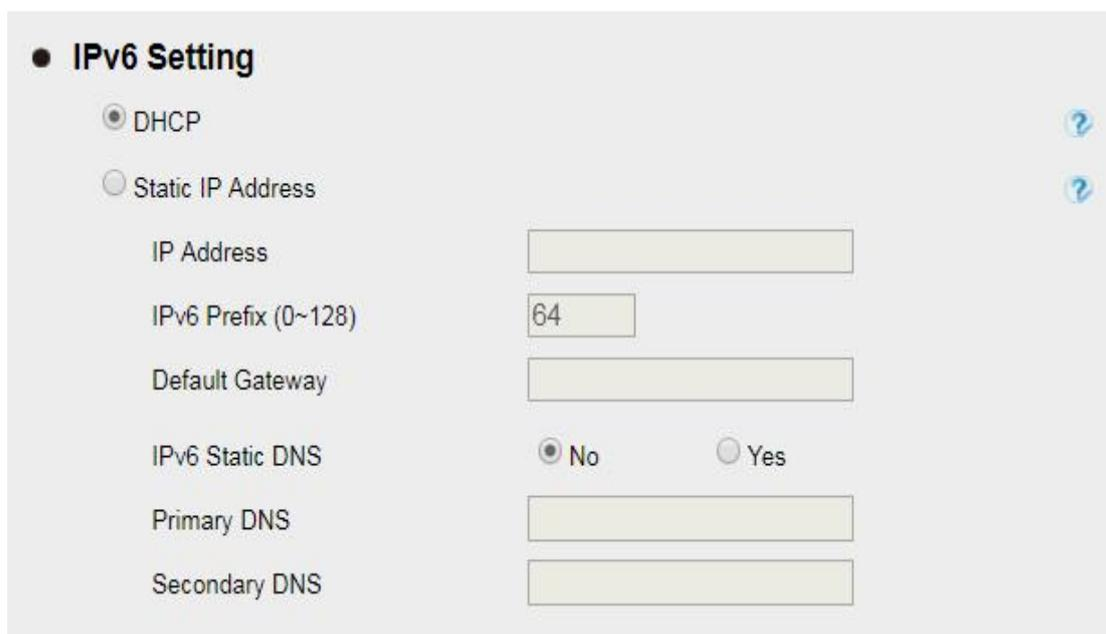 IPv6 Setting
DHCP ?
Static IP Address ?
IP Address
IPv6 Prefix (0~128) 64
Default Gateway
IPv6 Static DNS No Yes
Primary DNS
Secondary DNS